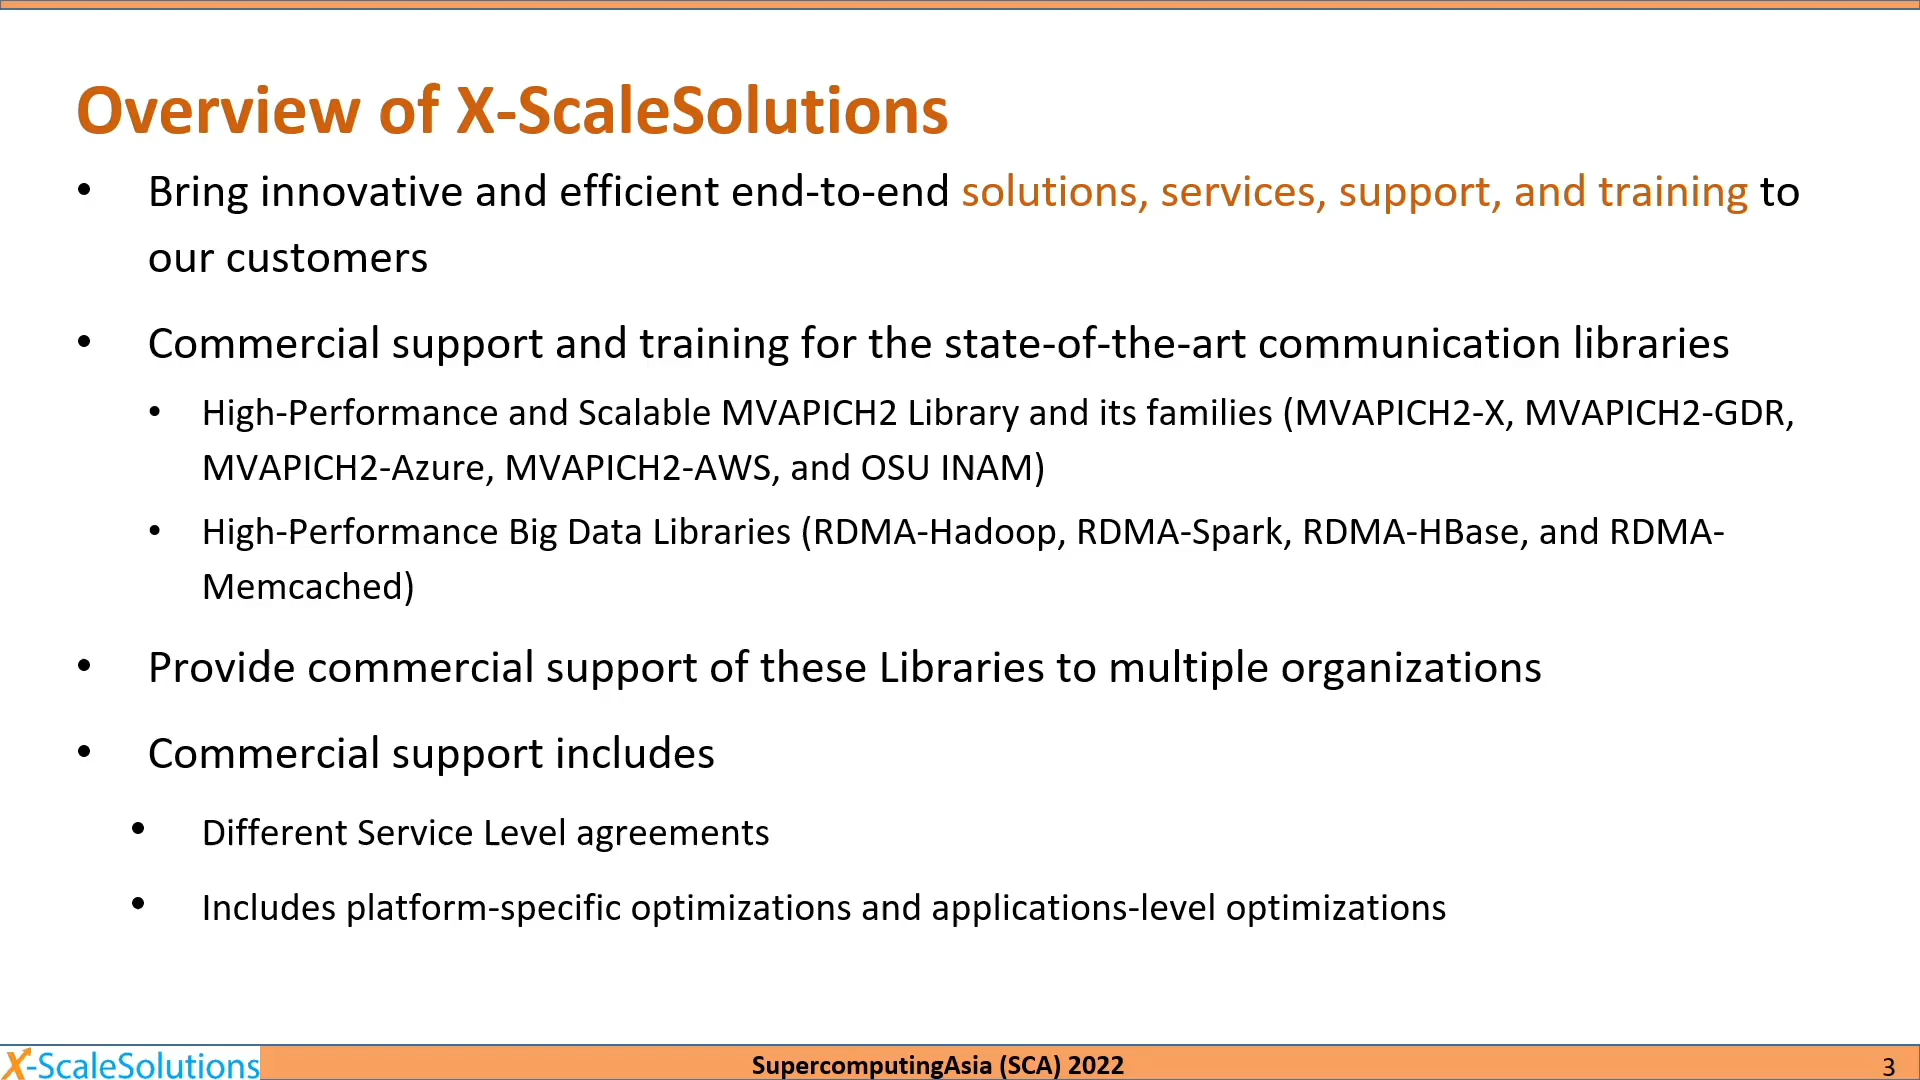 Overview of X-ScaleSolutions
• Bring innovative and efficient end-to-end solutions, services, support, and training to
our customers
• Commercial support and training for the state-of-the-art communication libraries
• High-Performance and Scalable MVAPICH2 Library and its families (MVAPICH2-X, MVAPICH2-GDR,
MVAPICH2-Azure, MVAPICH2-AWS, and OSU INAM)
• High-Performance Big Data Libraries (RDMA-Hadoop, RDMA-Spark, RDMA-HBase, and RDMA-
Memcached)
• Provide commercial support of these Libraries to multiple organizations
• Commercial support includes
• Different Service Level agreements
• Includes platform-specific optimizations and applications-level optimizations
X-ScaleSolutions
SupercomputingAsia (SCA) 2022
3